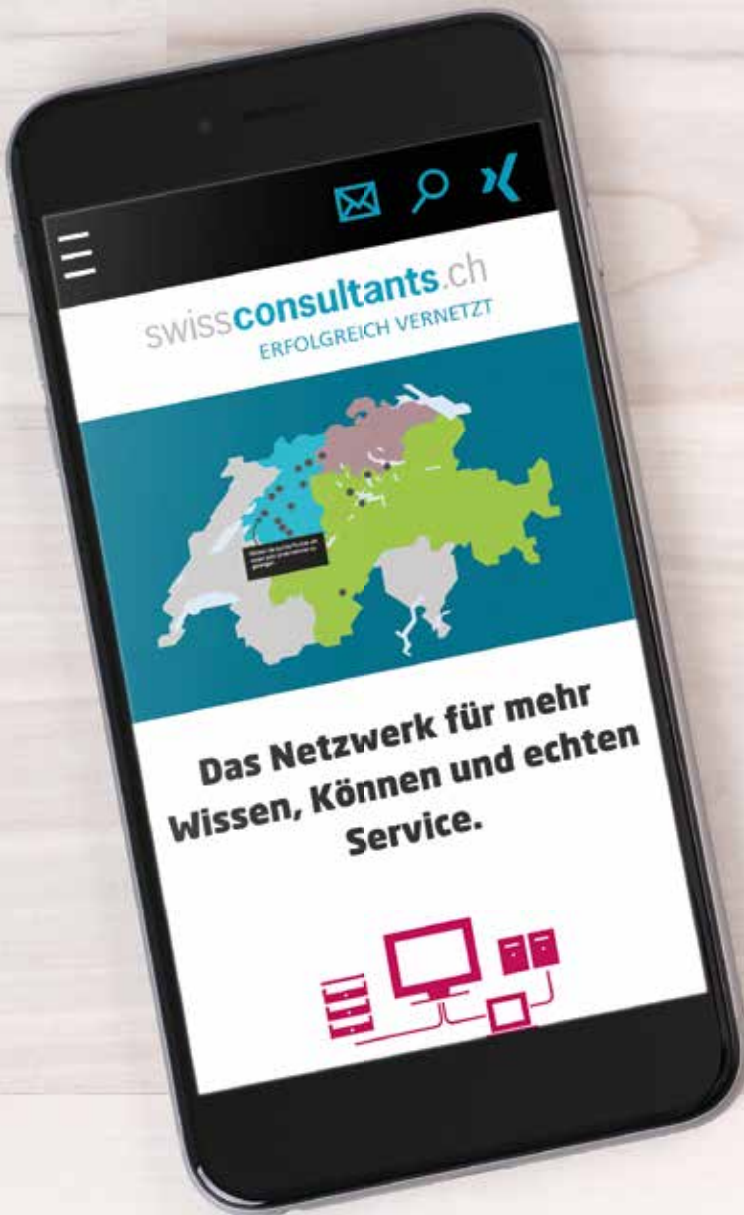 swissconsultants.ch
ERFOLGREICH VERNETZT
Das Netzwerk für mehr
Wissen, Können und echten
Service.